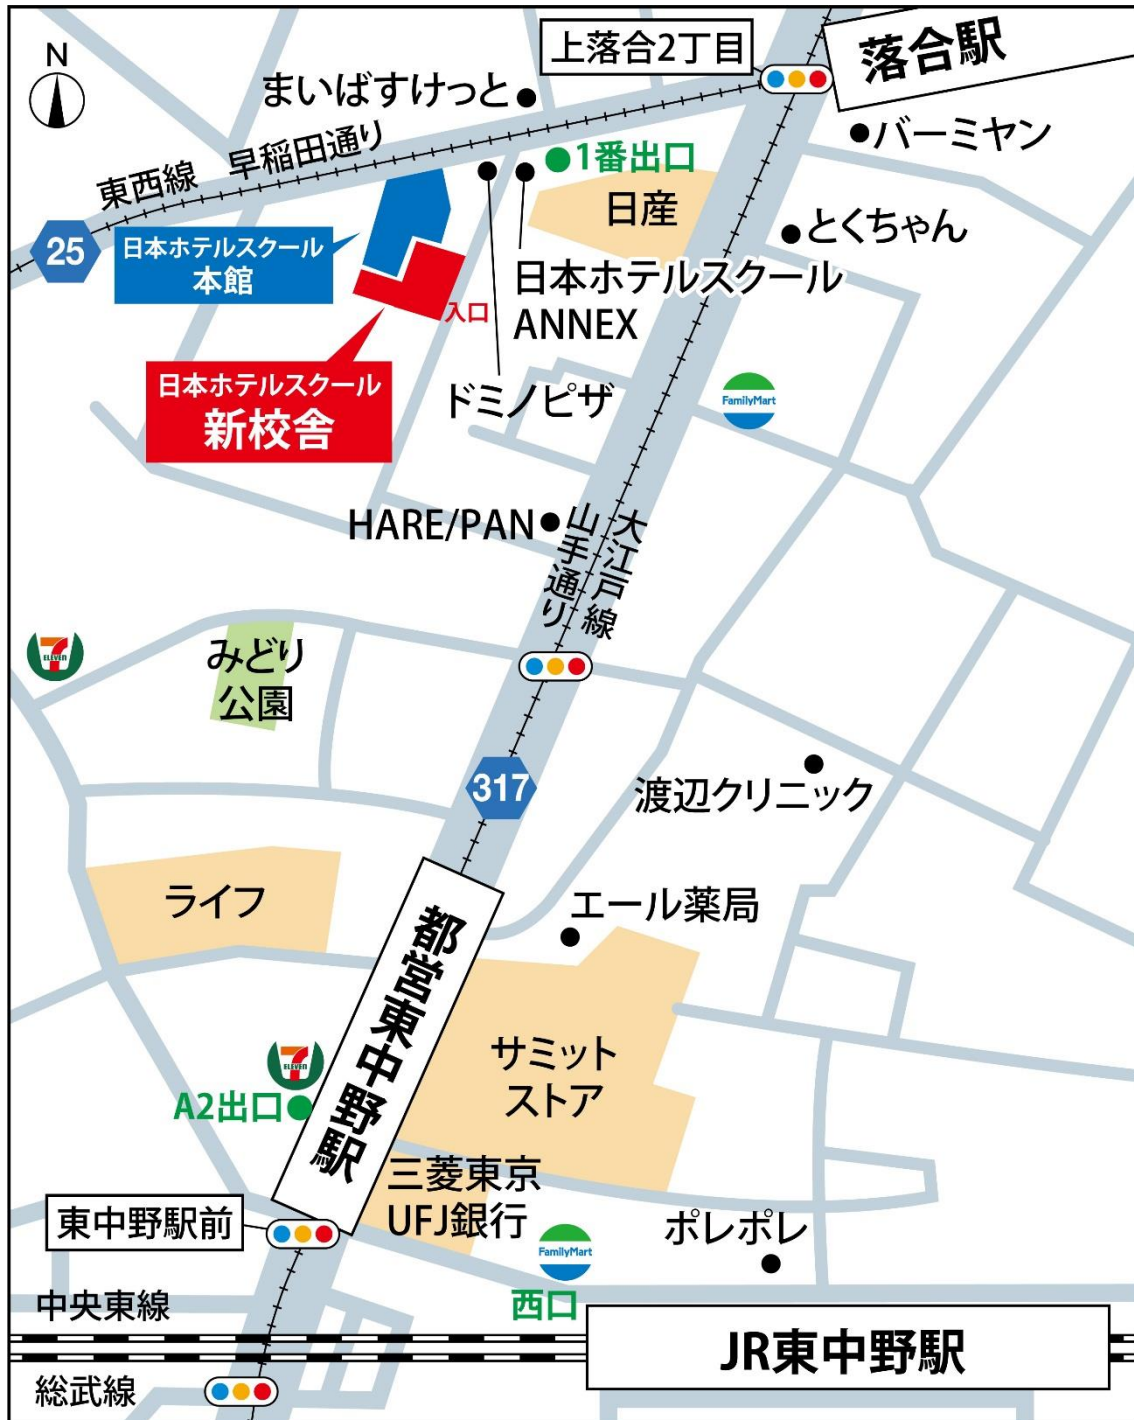 N
上落合2丁目
落合駅
まいばすけっと
バーミヤン
東西線
早稲田通り
1番出口
日産
とくちゃん
25
日本ホテルスクール
本館
日本ホテルスクール
ANNEX
入口
日本ホテルスクール
新校舎
ドミノピザ
FamilyMart
HARE/PAN
山手通り
大江戸線
7
ELEVEN
みどり
公園
317
渡辺クリニック
ライフ
エール薬局
都営東中野駅
サミット
ストア
7
ELEVEN
A2出口
三菱東京
UFJ銀行
東中野駅前
FamilyMart
西口
ポレポレ
中央東線
JR東中野駅
総武線